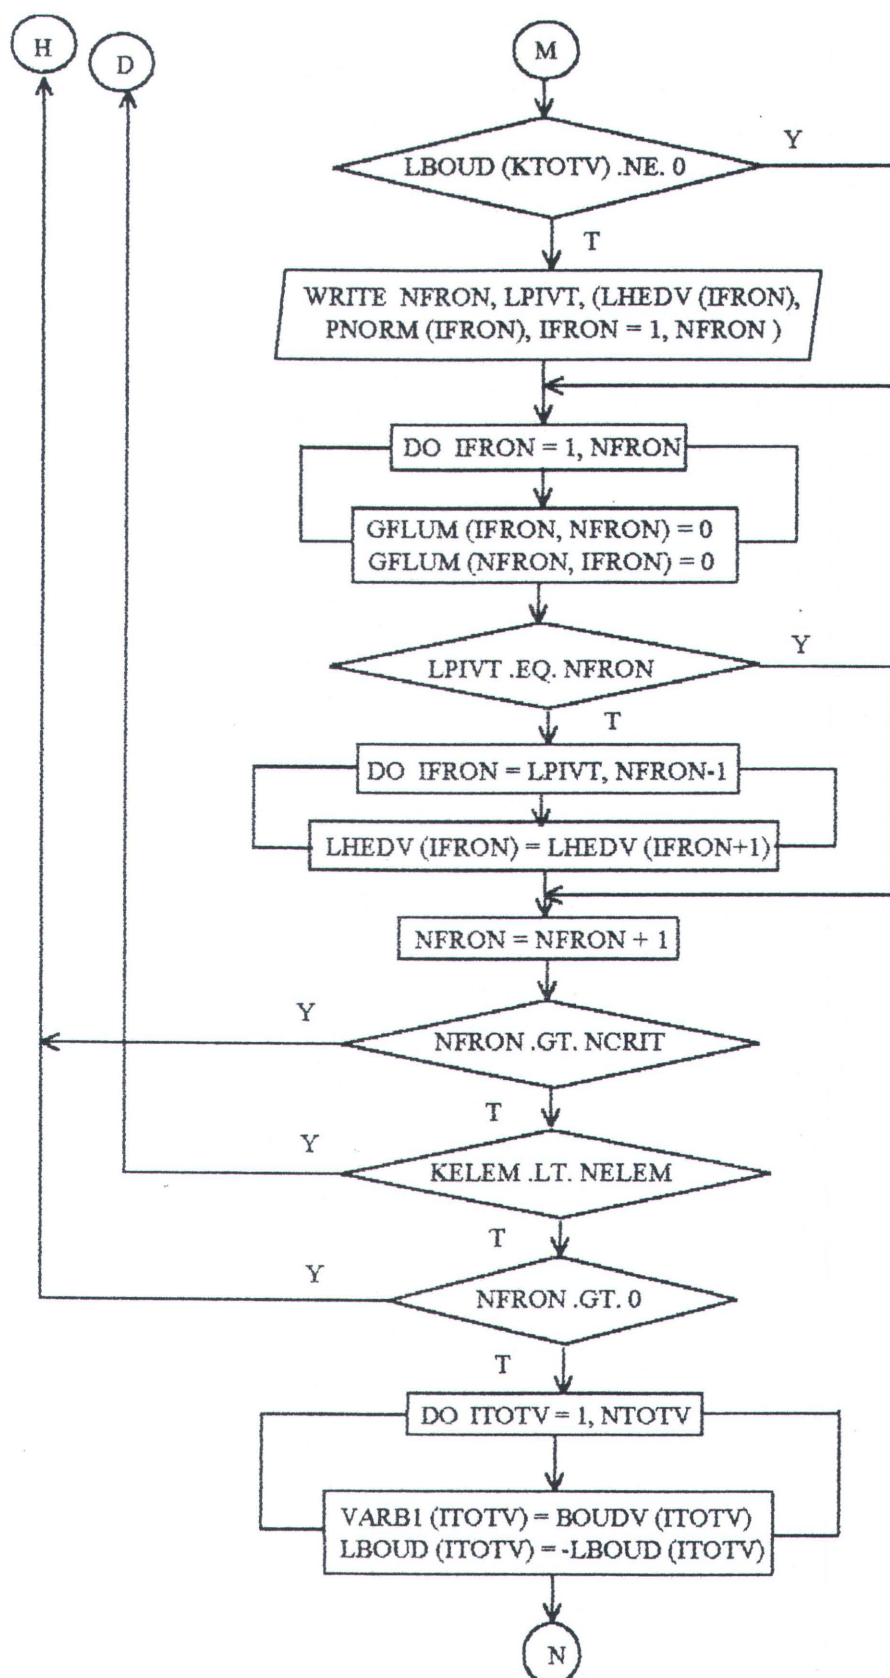 H
D
M
LBOUD (KTOTV) .NE. 0
Y
T
WRITE NFRON, LPIVT, (LHEDV (IFRON),
PNORM (IFRON), IFRON = 1, NFRON )
DO IFRON = 1, NFRON
GFLUM (IFRON, NFRON) = 0
GFLUM (NFRON, IFRON) = 0
LPIVT .EQ. NFRON
Y
T
DO IFRON = LPIVT, NFRON-1
LHEDV (IFRON) = LHEDV (IFRON+1)
NFRON = NFRON + 1
Y
NFRON .GT. NCRIT
T
Y
KELEM .LT. NELEM
T
Y
NFRON .GT. 0
T
DO ITOTV = 1, NTOTV
VARB1 (ITOTV) = BOUDV (ITOTV)
LBOUD (ITOTV) = -LBOUD (ITOTV)
N